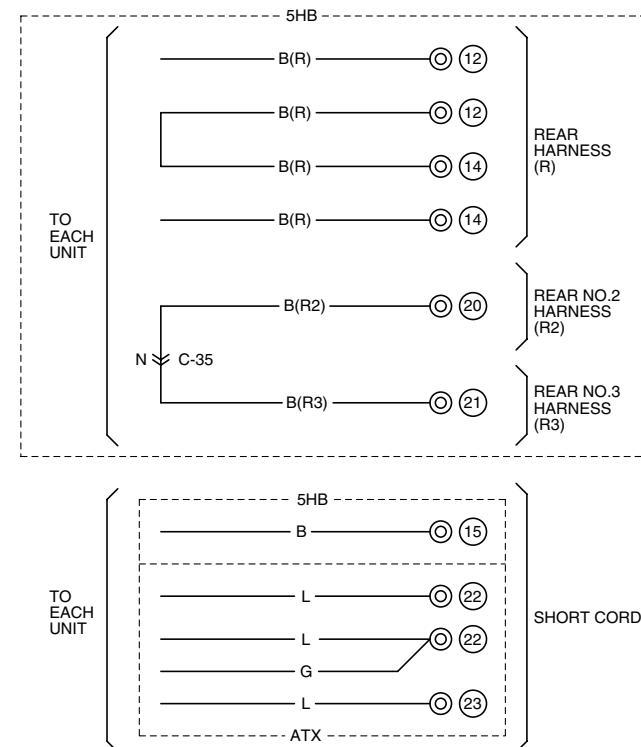 5HB
B(R) 12
B(R) 12
B(R) 14
B(R) 14
TO
EACH
UNIT
REAR
HARNESS
(R)
B(R2) 20
REAR NO.2
HARNESS
(R2)
N C-35
B(R3) 21
REAR NO.3
HARNESS
(R3)
5HB
B 15
TO
EACH
UNIT
L 22
L 22
G
L 23
SHORT CORD
ATX